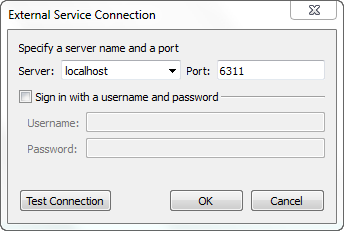 External Service Connection
Specify a server name and a port
Server: localhost Port: 6311
Sign in with a username and password
Username:
Password:
Test Connection OK Cancel